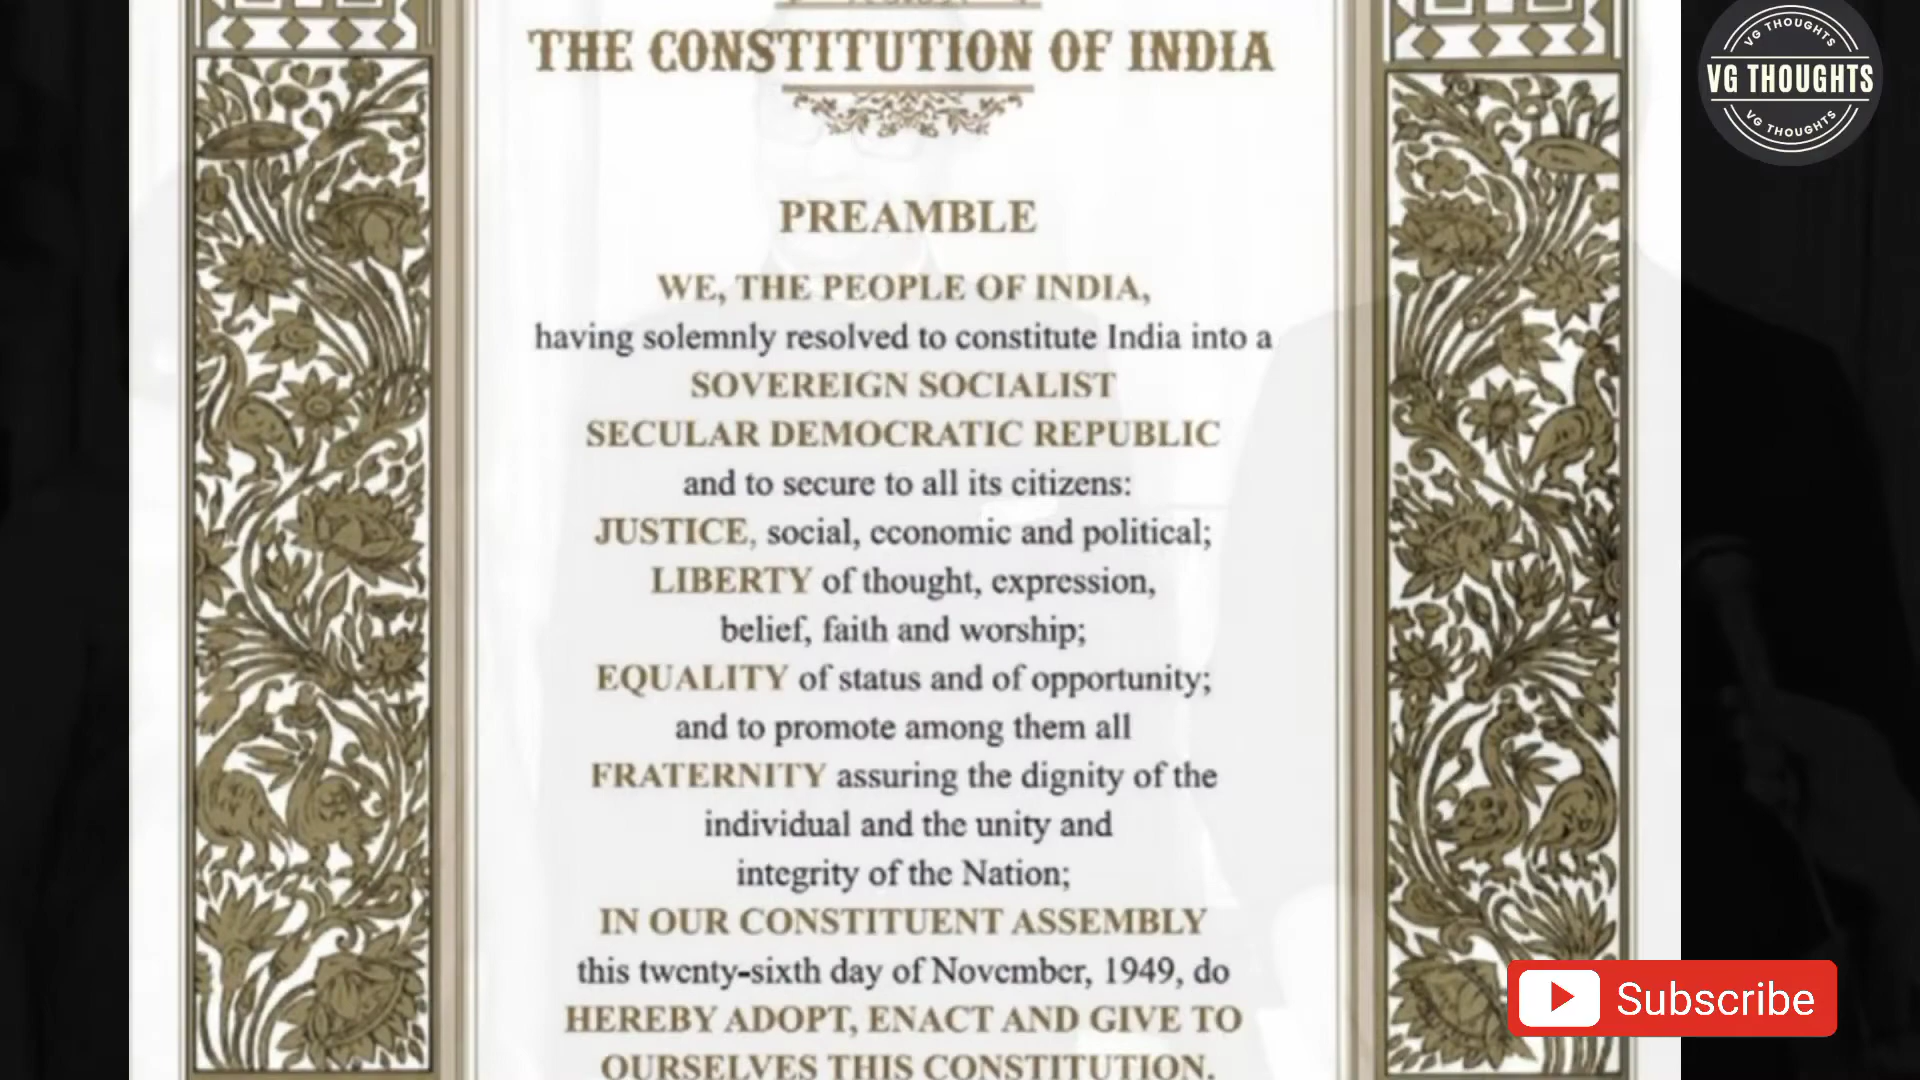 THE CONSTITUTION OF INDIA
PREAMBLE
WE, THE PEOPLE OF INDIA,
having solemnly resolved to constitute India into a
SOVEREIGN SOCIALIST
SECULAR DEMOCRATIC REPUBLIC
and to secure to all its citizens:
JUSTICE, social, economic and political;
LIBERTY of thought, expression,
belief, faith and worship;
EQUALITY of status and of opportunity;
and to promote among them all
FRATERNITY assuring the dignity of the
individual and the unity and
integrity of the Nation;
IN OUR CONSTITUENT ASSEMBLY
this twenty-sixth day of November, 1949, do
HEREBY ADOPT, ENACT AND GIVE TO
OURSELVES THIS CONSTITUTION.
VG THOUGHTS
VG THOUGHTS
VG THOUGHTS
Subscribe